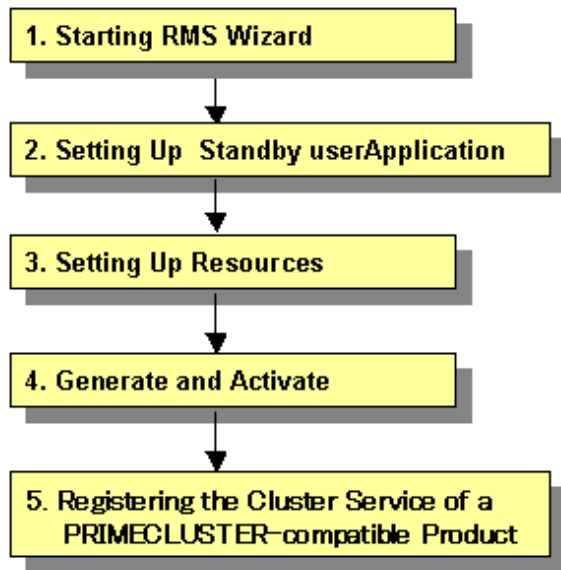 1. Starting RMS Wizard
2. Setting Up  Standby userApplication
3. Setting Up Resources
4. Generate and Activate
5. Registering the Cluster Service of a
PRIMECLUSTER-compatible Product